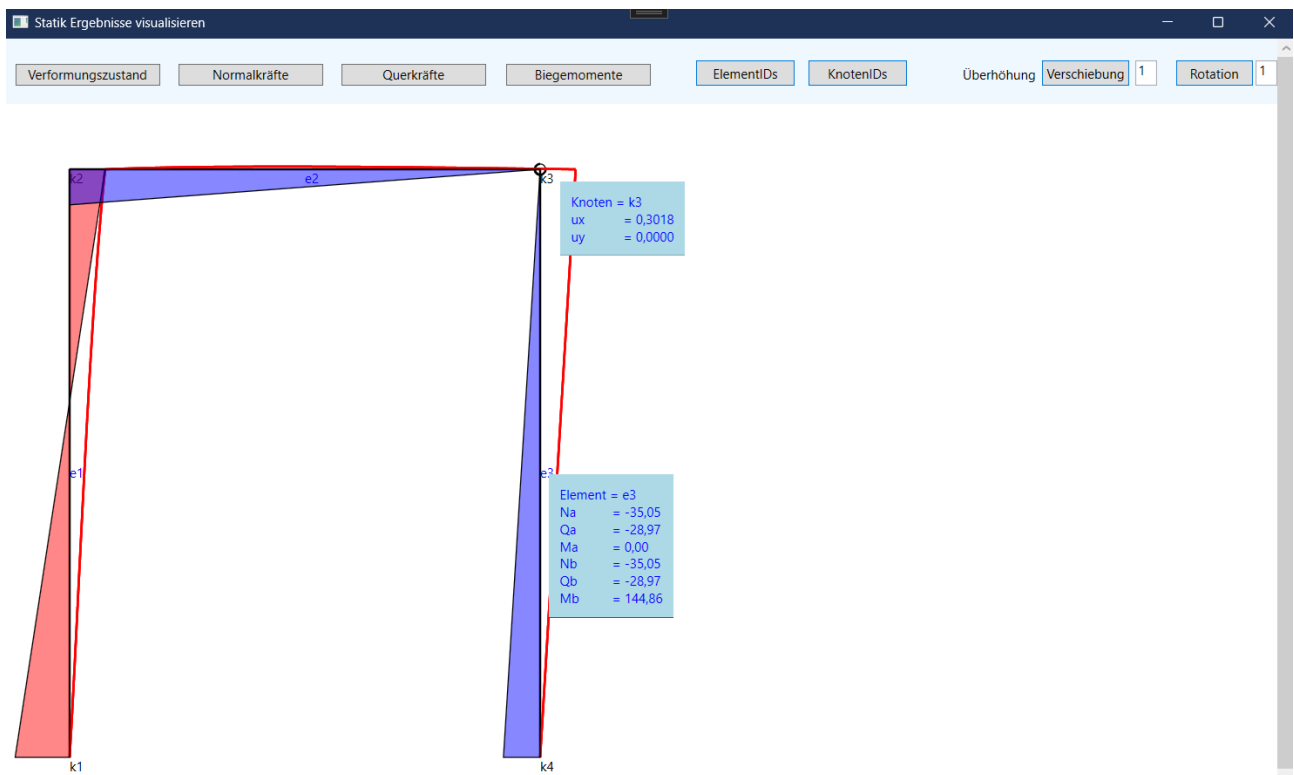 Statik Ergebnisse visualisieren
Verformungszustand Normalkräfte Querkräfte Biegemomente ElementIDs KnotenIDs Überhöhung Verschiebung 1 Rotation 1
k2 e2 k3
Knoten = k3
ux = 0,3018
uy = 0,0000
e1 e3
Element = e3
Na = -35,05
Qa = -28,97
Ma = 0,00
Nb = -35,05
Qb = -28,97
Mb = 144,86
k1 k4